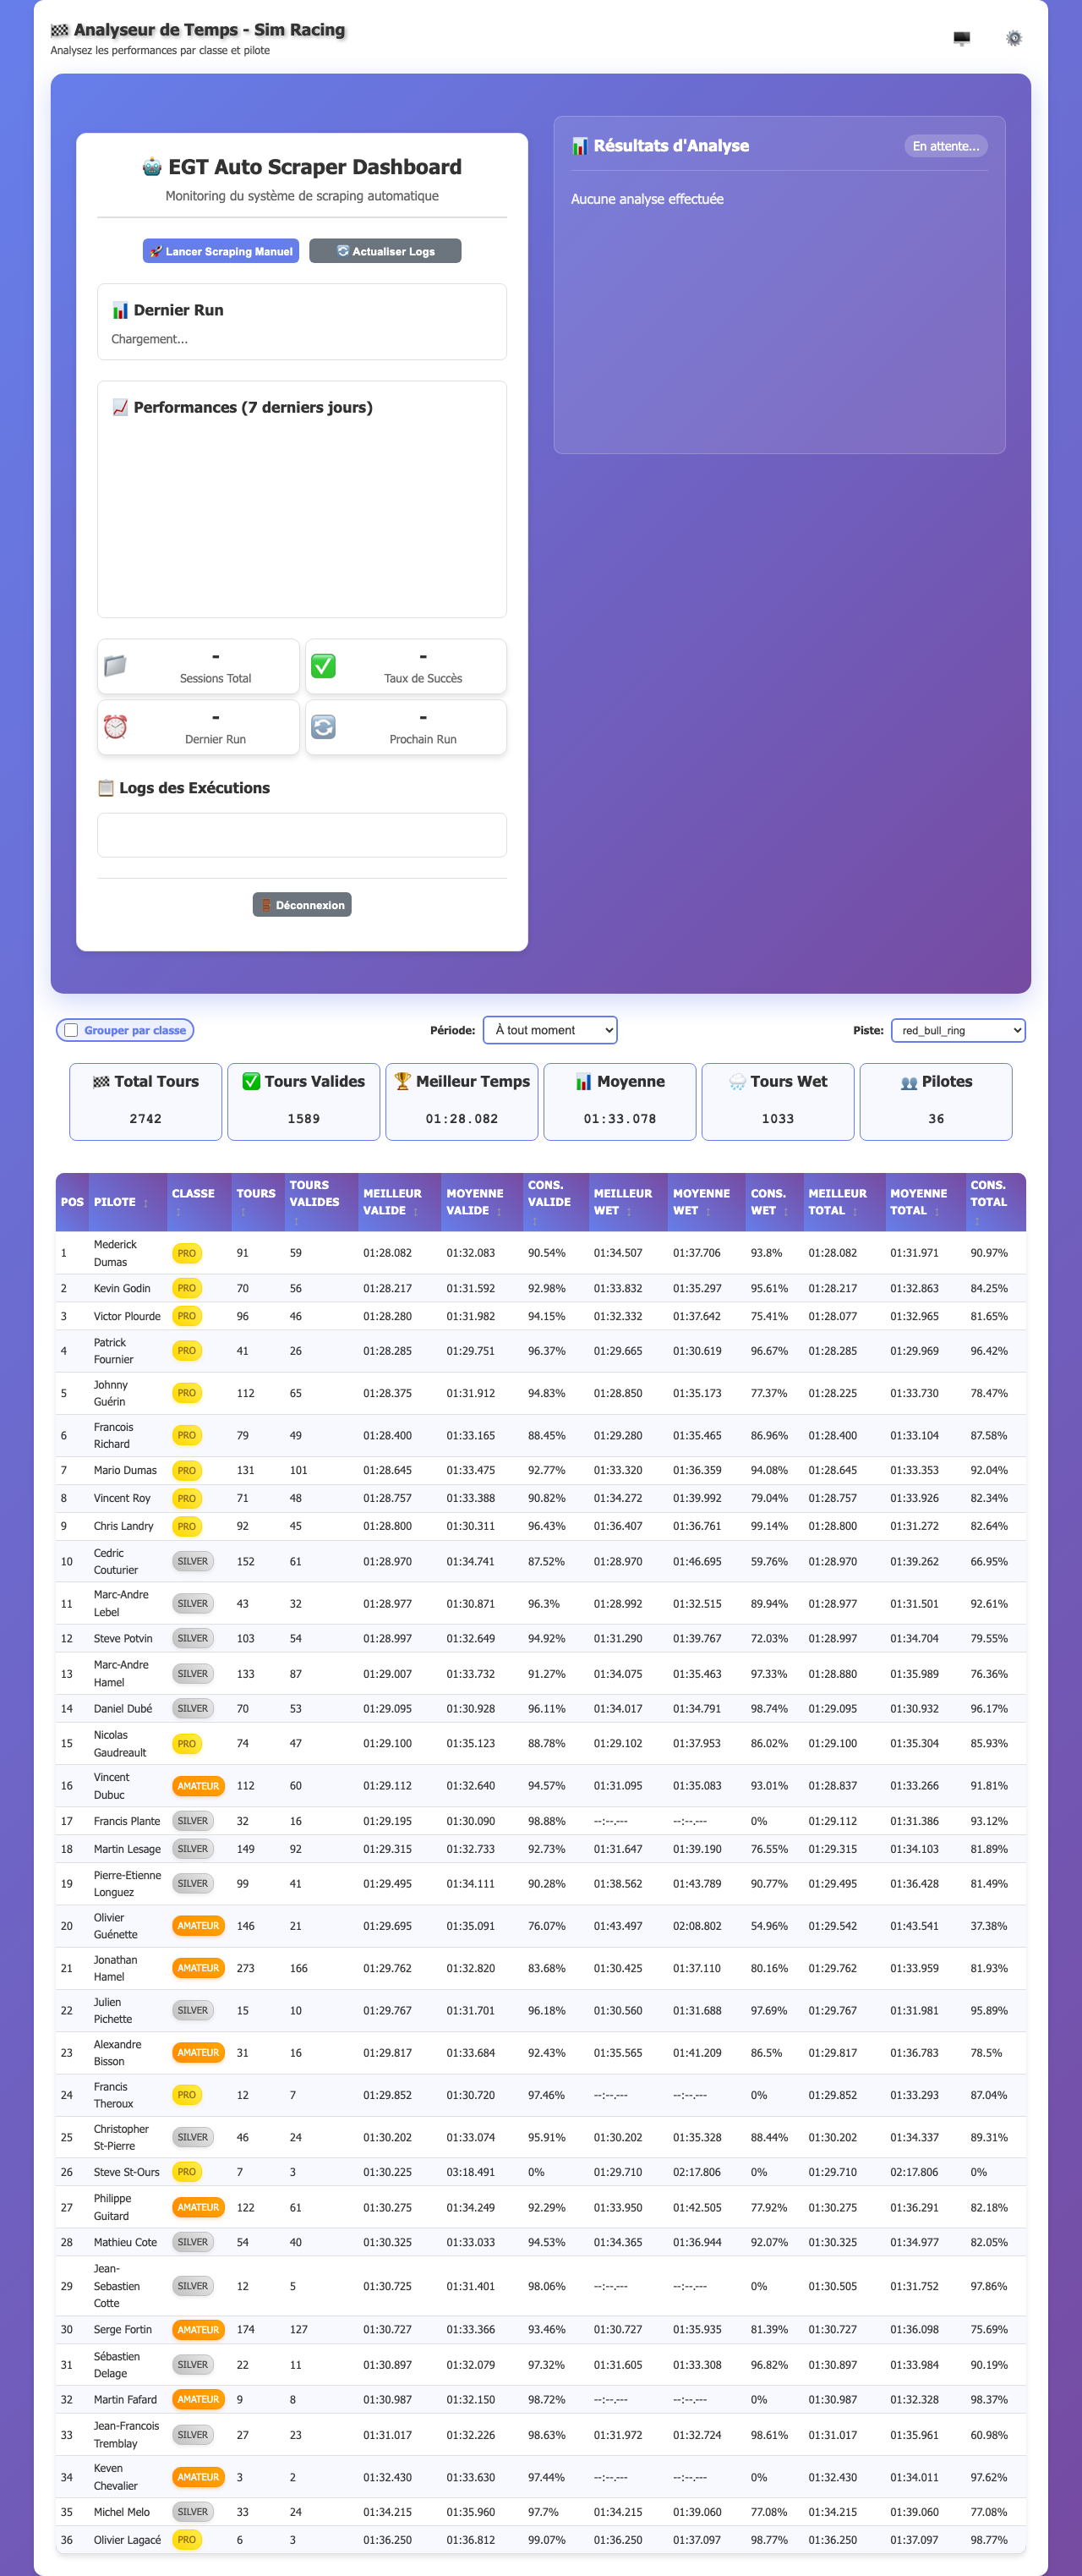 Analyseur de Temps - Sim Racing
Analysez les performances par classe et pilote
EGT Auto Scraper Dashboard
Monitoring du système de scraping automatique
Lancer Scraping Manuel
Actualiser Logs
Dernier Run
Chargement...
Performances (7 derniers jours)
- Sessions Total
- Taux de Succès
- Dernier Run
- Prochain Run
Logs des Exécutions
Déconnexion
Résultats d'Analyse
En attente...
Aucune analyse effectuée
Grouper par classe
Période: À tout moment
Piste: red_bull_ring
Total Tours 2742
Tours Valides 1589
Meilleur Temps 01:28.082
Moyenne 01:33.078
Tours Wet 1033
Pilotes 36
POS PILOTE ↕ CLASSE ↕ TOURS ↕ TOURS VALIDES ↕ MEILLEUR VALIDE ↕ MOYENNE VALIDE ↕ CONS. VALIDE ↕ MEILLEUR WET ↕ MOYENNE WET ↕ CONS. WET ↕ MEILLEUR TOTAL ↕ MOYENNE TOTAL ↕ CONS. TOTAL ↕
1 Mederick Dumas PRO 91 59 01:28.082 01:32.083 90.54% 01:34.507 01:37.706 93.8% 01:28.082 01:31.971 90.97%
2 Kevin Godin PRO 70 56 01:28.217 01:31.592 92.98% 01:33.832 01:35.297 95.61% 01:28.217 01:32.863 84.25%
3 Victor Plourde PRO 96 46 01:28.280 01:31.982 94.15% 01:32.332 01:37.642 75.41% 01:28.077 01:32.965 81.65%
4 Patrick Fournier PRO 41 26 01:28.285 01:29.751 96.37% 01:29.665 01:30.619 96.67% 01:28.285 01:29.969 96.42%
5 Johnny Guérin PRO 112 65 01:28.375 01:31.912 94.83% 01:28.850 01:35.173 77.37% 01:28.225 01:33.730 78.47%
6 Francois Richard PRO 79 49 01:28.400 01:33.165 88.45% 01:29.280 01:35.465 86.96% 01:28.400 01:33.104 87.58%
7 Mario Dumas PRO 131 101 01:28.645 01:33.475 92.77% 01:33.320 01:36.359 94.08% 01:28.645 01:33.353 92.04%
8 Vincent Roy PRO 71 48 01:28.757 01:33.388 90.82% 01:34.272 01:39.992 79.04% 01:28.757 01:33.926 82.34%
9 Chris Landry PRO 92 45 01:28.800 01:30.311 96.43% 01:36.407 01:36.761 99.14% 01:28.800 01:31.272 82.64%
10 Cedric Couturier SILVER 152 61 01:28.970 01:34.741 87.52% 01:28.970 01:46.695 59.76% 01:28.970 01:39.262 66.95%
11 Marc-Andre Lebel SILVER 43 32 01:28.977 01:30.871 96.3% 01:28.992 01:32.515 89.94% 01:28.977 01:31.501 92.61%
12 Steve Potvin SILVER 103 54 01:28.997 01:32.649 94.92% 01:31.290 01:39.767 72.03% 01:28.997 01:34.704 79.55%
13 Marc-Andre Hamel SILVER 133 87 01:29.007 01:33.732 91.27% 01:34.075 01:35.463 97.33% 01:28.880 01:35.989 76.36%
14 Daniel Dubé SILVER 70 53 01:29.095 01:30.928 96.11% 01:34.017 01:34.791 98.74% 01:29.095 01:30.932 96.17%
15 Nicolas Gaudreault PRO 74 47 01:29.100 01:35.123 88.78% 01:29.102 01:37.953 86.02% 01:29.100 01:35.304 85.93%
16 Vincent Dubuc AMATEUR 112 60 01:29.112 01:32.640 94.57% 01:31.095 01:35.083 93.01% 01:28.837 01:33.266 91.81%
17 Francis Plante SILVER 32 16 01:29.195 01:30.090 98.88% --:--.--- --:--.--- 0% 01:29.112 01:31.386 93.12%
18 Martin Lesage SILVER 149 92 01:29.315 01:32.733 92.73% 01:31.647 01:39.190 76.55% 01:29.315 01:34.103 81.89%
19 Pierre-Etienne Longuez SILVER 99 41 01:29.495 01:34.111 90.28% 01:38.562 01:43.789 90.77% 01:29.495 01:36.428 81.49%
20 Olivier Guénette AMATEUR 146 21 01:29.695 01:35.091 76.07% 01:43.497 02:08.802 54.96% 01:29.542 01:43.541 37.38%
21 Jonathan Hamel AMATEUR 273 166 01:29.762 01:32.820 83.68% 01:30.425 01:37.110 80.16% 01:29.762 01:33.959 81.93%
22 Julien Pichette SILVER 15 10 01:29.767 01:31.701 96.18% 01:30.560 01:31.688 97.69% 01:29.767 01:31.981 95.89%
23 Alexandre Bisson AMATEUR 31 16 01:29.817 01:33.684 92.43% 01:35.565 01:41.209 86.5% 01:29.817 01:36.783 78.5%
24 Francis Theroux PRO 12 7 01:29.852 01:30.720 97.46% --:--.--- --:--.--- 0% 01:29.852 01:33.293 87.04%
25 Christopher St-Pierre SILVER 46 24 01:30.202 01:33.074 95.91% 01:30.202 01:35.328 88.44% 01:30.202 01:34.337 89.31%
26 Steve St-Ours PRO 7 3 01:30.225 03:18.491 0% 01:29.710 02:17.806 0% 01:29.710 02:17.806 0%
27 Philippe Guitard AMATEUR 122 61 01:30.275 01:34.249 92.29% 01:33.950 01:42.505 77.92% 01:30.275 01:36.291 82.18%
28 Mathieu Cote SILVER 54 40 01:30.325 01:33.033 94.53% 01:34.365 01:36.944 92.07% 01:30.325 01:34.977 82.05%
29 Jean-Sebastien Cotte SILVER 12 5 01:30.725 01:31.401 98.06% --:--.--- --:--.--- 0% 01:30.505 01:31.752 97.86%
30 Serge Fortin AMATEUR 174 127 01:30.727 01:33.366 93.46% 01:30.727 01:35.935 81.39% 01:30.727 01:36.098 75.69%
31 Sébastien Delage SILVER 22 11 01:30.897 01:32.079 97.32% 01:31.605 01:33.308 96.82% 01:30.897 01:33.984 90.19%
32 Martin Fafard AMATEUR 9 8 01:30.987 01:32.150 98.72% --:--.--- --:--.--- 0% 01:30.987 01:32.328 98.37%
33 Jean-Francois Tremblay SILVER 27 23 01:31.017 01:32.226 98.63% 01:31.972 01:32.724 98.61% 01:31.017 01:35.961 60.98%
34 Keven Chevalier AMATEUR 3 2 01:32.430 01:33.630 97.44% --:--.--- --:--.--- 0% 01:32.430 01:34.011 97.62%
35 Michel Melo SILVER 33 24 01:34.215 01:35.960 97.7% 01:34.215 01:39.060 77.08% 01:34.215 01:39.060 77.08%
36 Olivier Lagacé PRO 6 3 01:36.250 01:36.812 99.07% 01:36.250 01:37.097 98.77% 01:36.250 01:37.097 98.77%